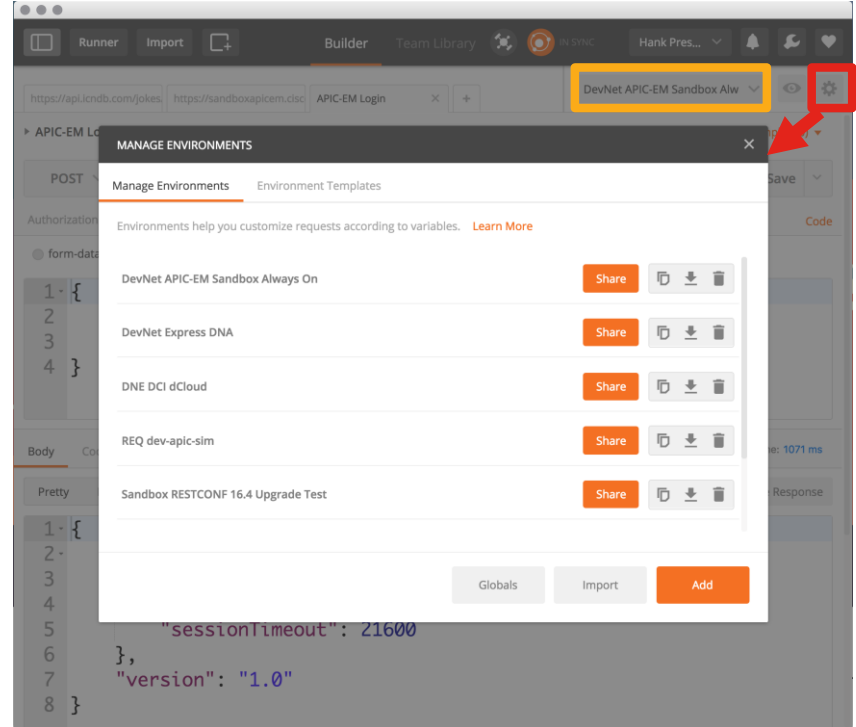 Runner Import Builder Team Library IN SYNC Hank Pres...
https://api.icndb.com/jokes. https://sandboxapicem.cisc APIC-EM Login × + DevNet APIC-EM Sandbox Alw
APIC-EM Lo
MANAGE ENVIRONMENTS ×
POST Save
Manage Environments Environment Templates
Authorization Code
Environments help you customize requests according to variables. Learn More
form-data
DevNet APIC-EM Sandbox Always On Share
1 {
2
DevNet Express DNA Share
3
4 }
DNE DCI dCloud Share
REQ dev-apic-sim Share
Body Co e: 1071 ms
Pretty Sandbox RESTCONF 16.4 Upgrade Test Share Response
1 {
2
3
Globals Import Add
4
5 "sessionTimeout": 21600
6 },
7 "version": "1.0"
8 }